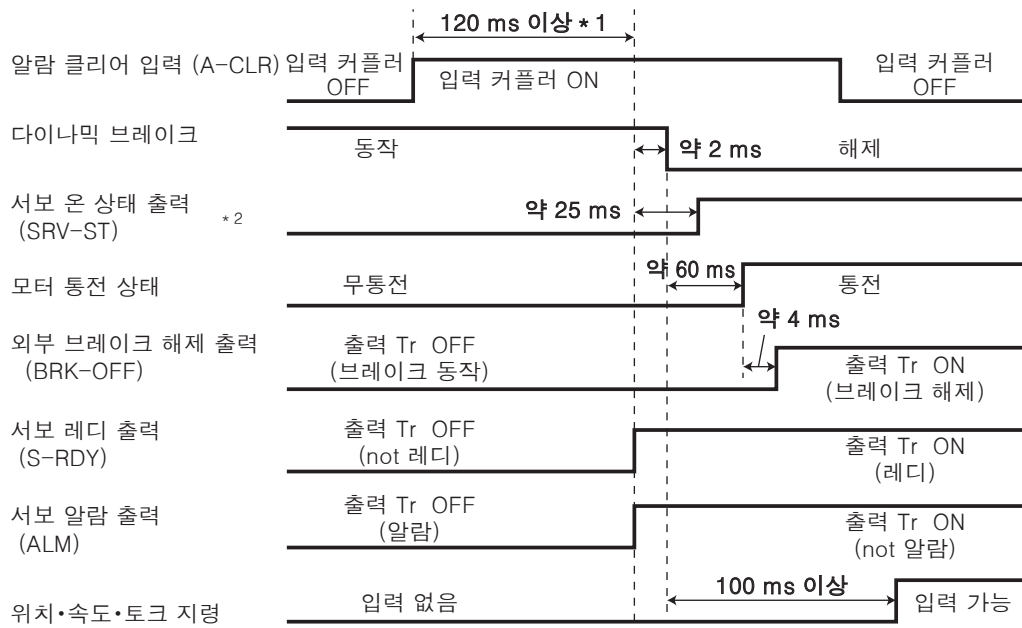 120 ms 이상 * 1
알람 클리어 입력 (A-CLR) 입력 커플러 OFF
입력 커플러 ON
입력 커플러 OFF
다이나믹 브레이크
동작
약 2 ms
해제
서보 온 상태 출력
(SRV-ST)
* 2
약 25 ms
모터 통전 상태
무통전
약 60 ms
통전
약 4 ms
외부 브레이크 해제 출력
(BRK-OFF)
출력 Tr OFF
(브레이크 동작)
출력 Tr ON
(브레이크 해제)
서보 레디 출력
(S-RDY)
출력 Tr OFF
(not 레디)
출력 Tr ON
(레디)
서보 알람 출력
(ALM)
출력 Tr OFF
(알람)
출력 Tr ON
(not 알람)
위치•속도•토크 지령
입력 없음
100 ms 이상
입력 가능